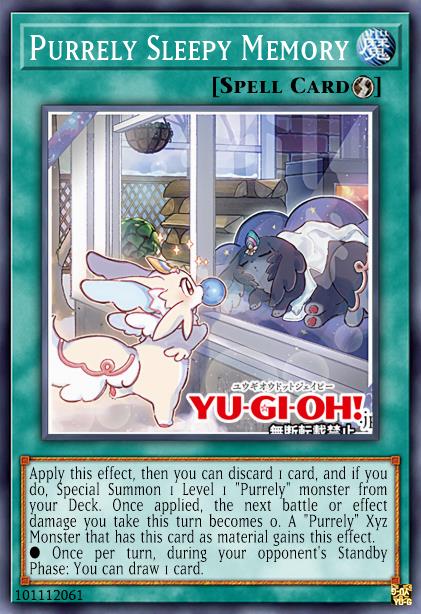 PURRELY SLEEPY MEMORY
魔
[SPELL CARD]
ユウギオウドットジェイピー
YU-GI-OH!.jp
無断転載禁止
Apply this effect, then you can discard 1 card, and if you
do, Special Summon 1 Level 1 "Purrely" monster from
your Deck. Once applied, the next battle or effect
damage you take this turn becomes 0. A "Purrely" Xyz
Monster that has this card as material gains this effect.
● Once per turn, during your opponent's Standby
Phase: You can draw 1 card.
101112061